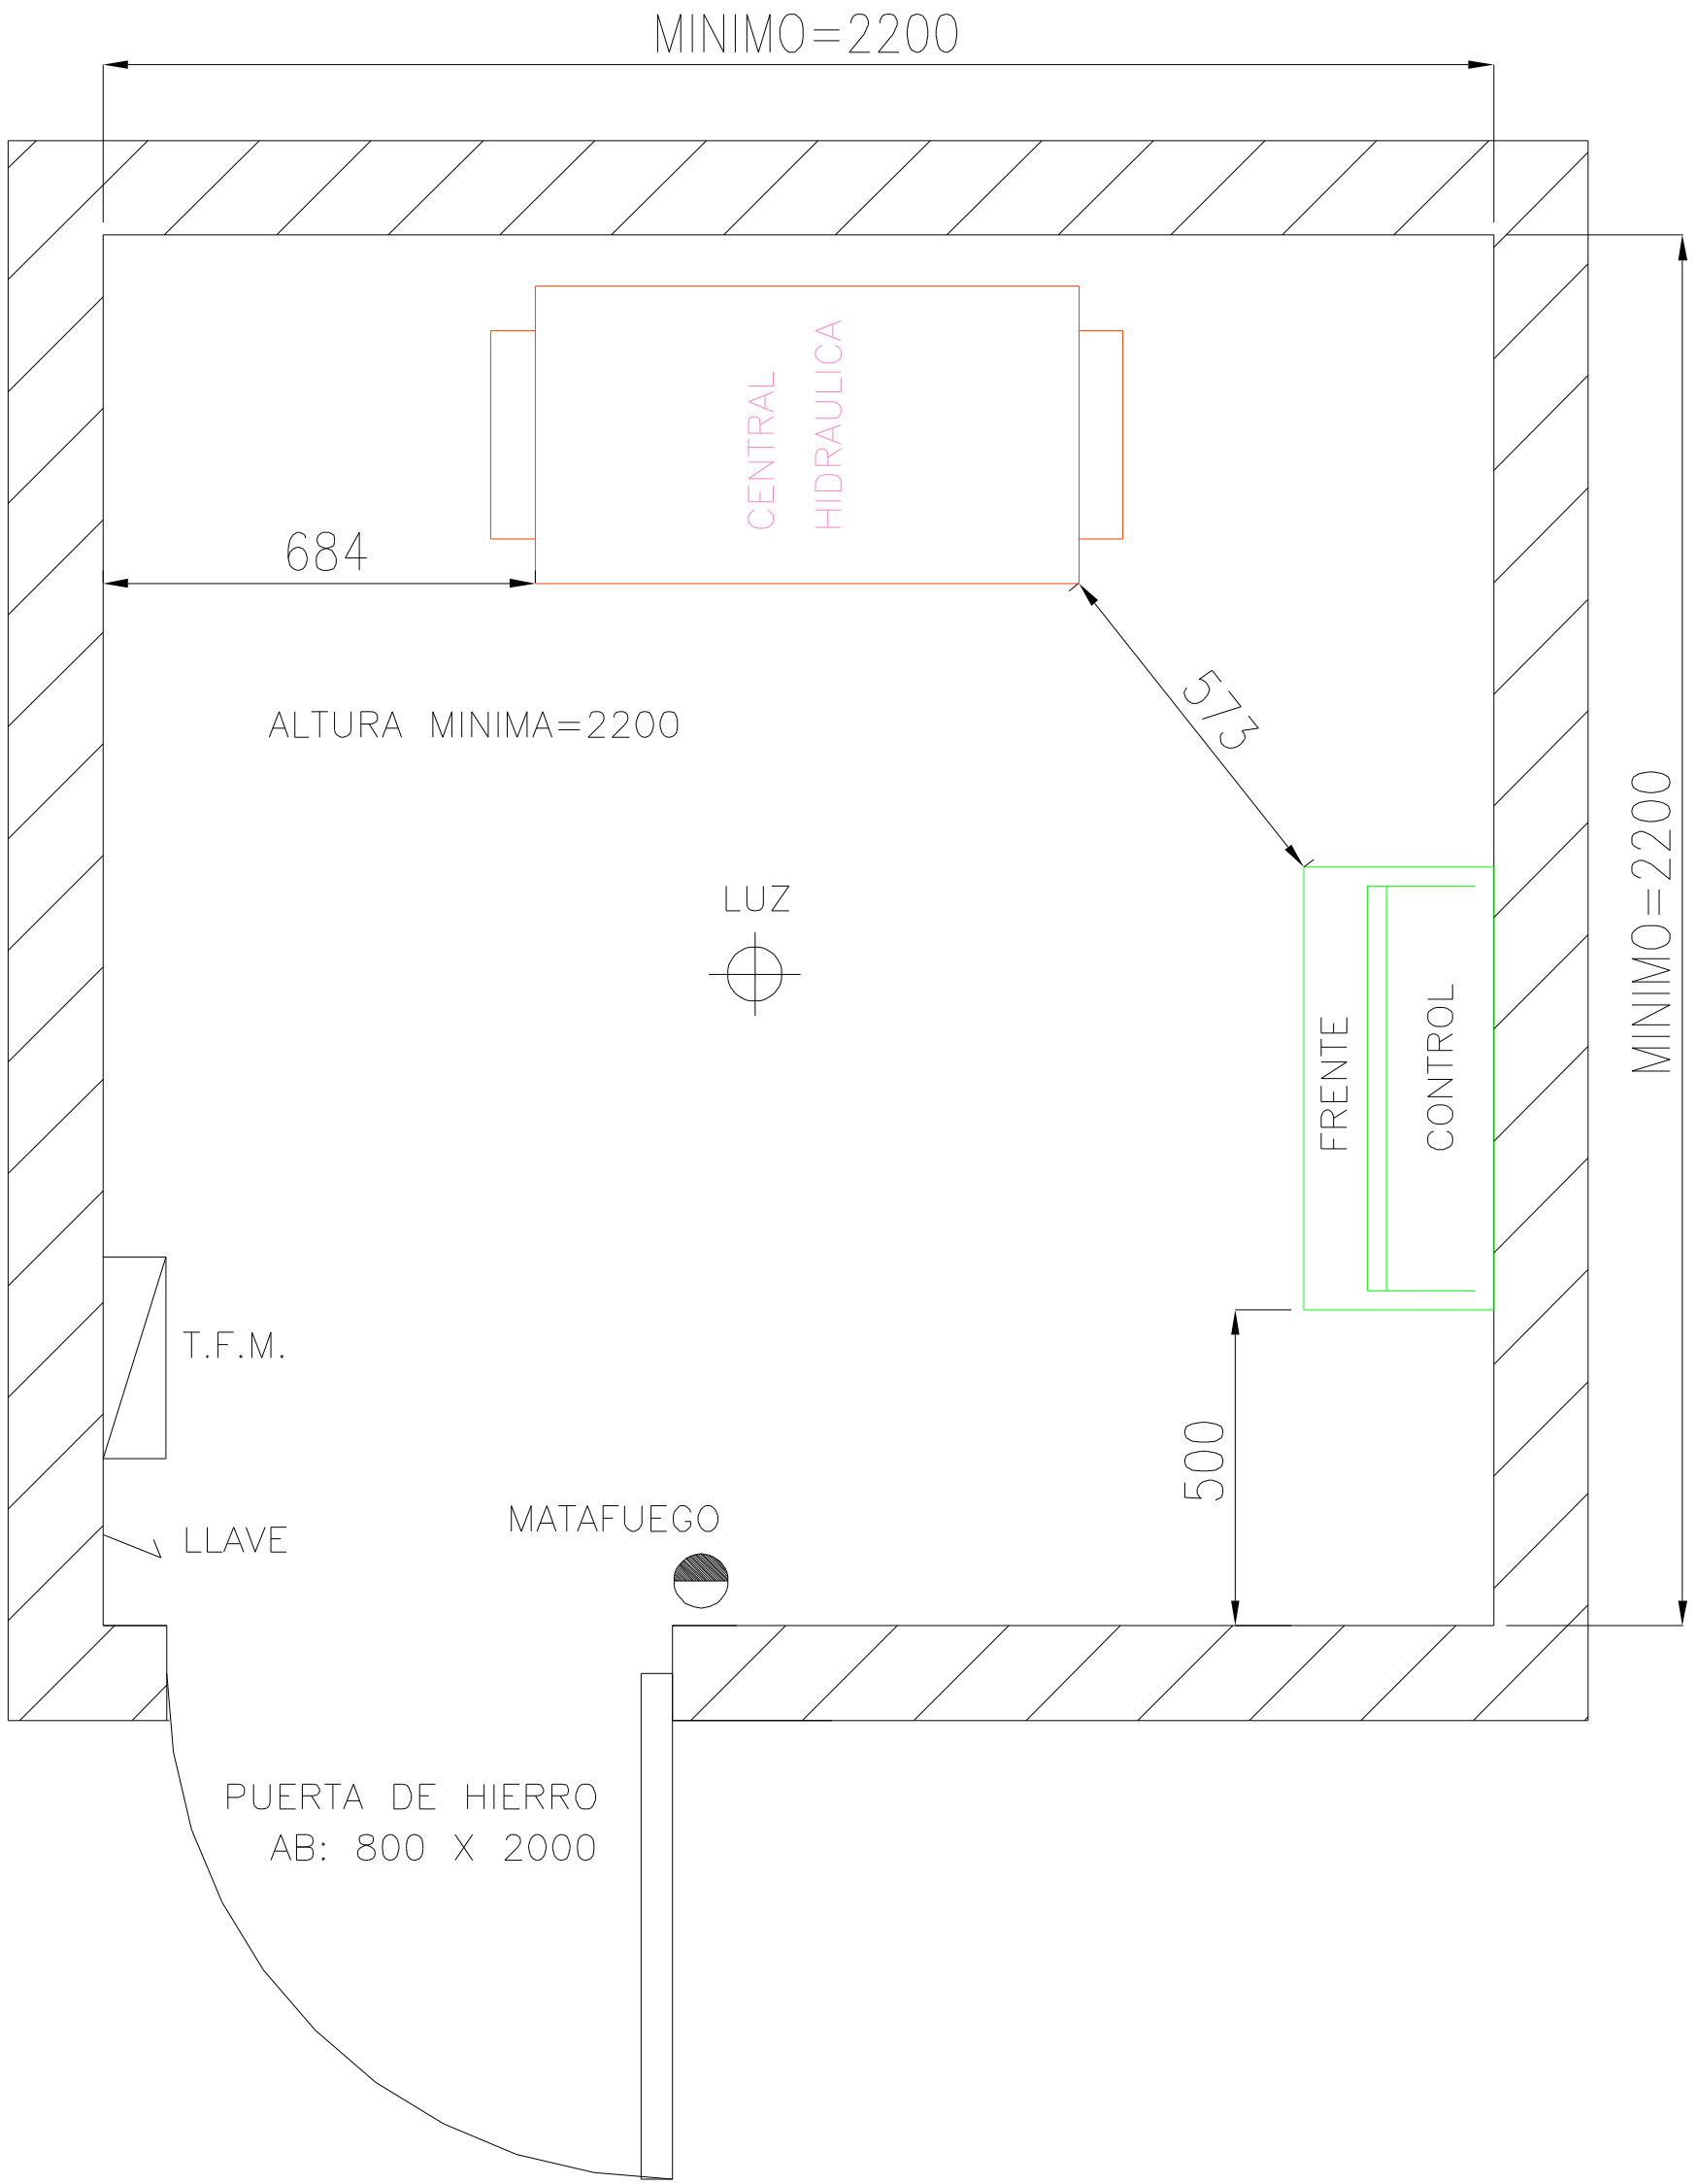 MINIMO=2200
CENTRAL
HIDRAULICA
684
573
ALTURA MINIMA=2200
MINIMO=2200
LUZ
FRENTE
CONTROL
T.F.M.
500
MATAFUEGO
LLAVE
PUERTA DE HIERRO
AB: 800 X 2000